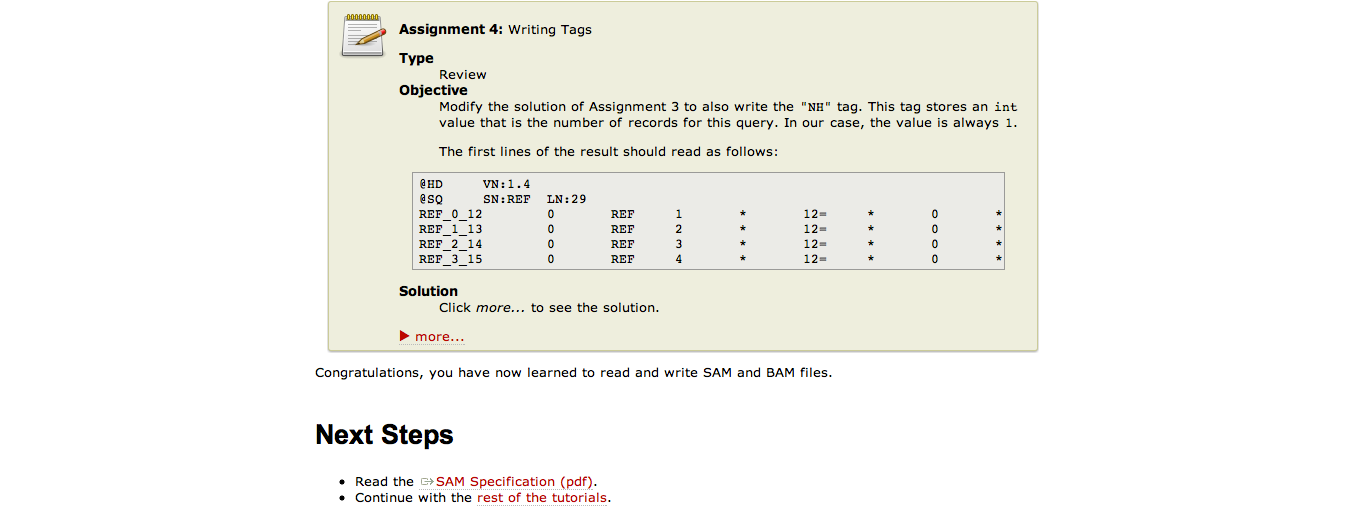 Assignment 4: Writing Tags
Type
Review
Objective
Modify the solution of Assignment 3 to also write the "NH" tag. This tag stores an int
value that is the number of records for this query. In our case, the value is always 1.
The first lines of the result should read as follows:
@HD VN:1.4
@SQ SN:REF LN:29
REF_0_12 0 REF 1 * 12= * 0 *
REF_1_13 0 REF 2 * 12= * 0 *
REF_2_14 0 REF 3 * 12= * 0 *
REF_3_15 0 REF 4 * 12= * 0 *
Solution
Click more... to see the solution.
more...
Congratulations, you have now learned to read and write SAM and BAM files.
Next Steps
Read the SAM Specification (pdf).
Continue with the rest of the tutorials.